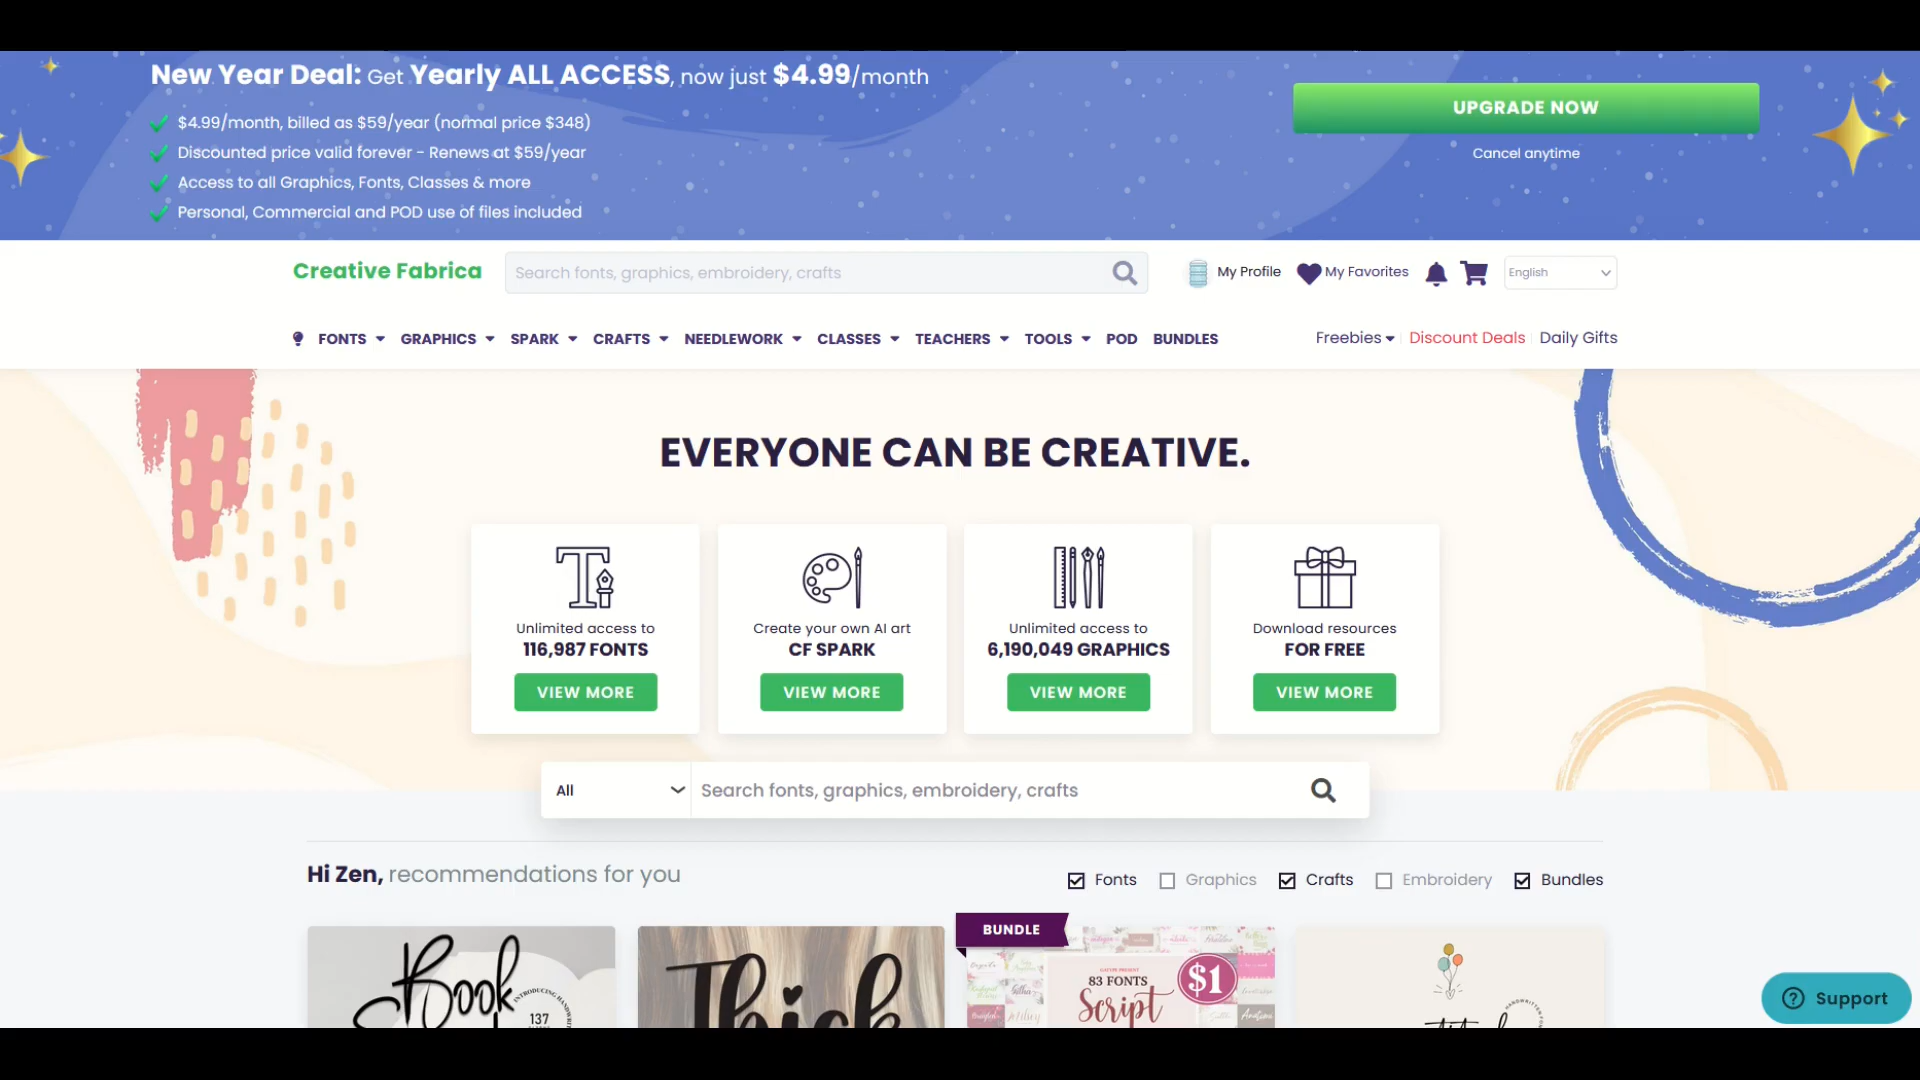 New Year Deal: Get Yearly ALL ACCESS, now just $4.99/month
$4.99/month, billed as $59/year (normal price $348)
Discounted price valid forever - Renews at $59/year
Access to all Graphics, Fonts, Classes & more
Personal, Commercial and POD use of files included
UPGRADE NOW
Cancel anytime
Creative Fabrica
Search fonts, graphics, embroidery, crafts
My Profile
My Favorites
English
FONTS GRAPHICS SPARK CRAFTS NEEDLEWORK CLASSES TEACHERS TOOLS POD BUNDLES
Freebies Discount Deals Daily Gifts
EVERYONE CAN BE CREATIVE.
Unlimited access to
116,987 FONTS
VIEW MORE
Create your own AI art
CF SPARK
VIEW MORE
Unlimited access to
6,190,049 GRAPHICS
VIEW MORE
Download resources
FOR FREE
VIEW MORE
All
Search fonts, graphics, embroidery, crafts
Hi Zen, recommendations for you
Fonts Graphics Crafts Embroidery Bundles
Book
137
Thick
BUNDLE
83 FONTS
Script
$1
Support